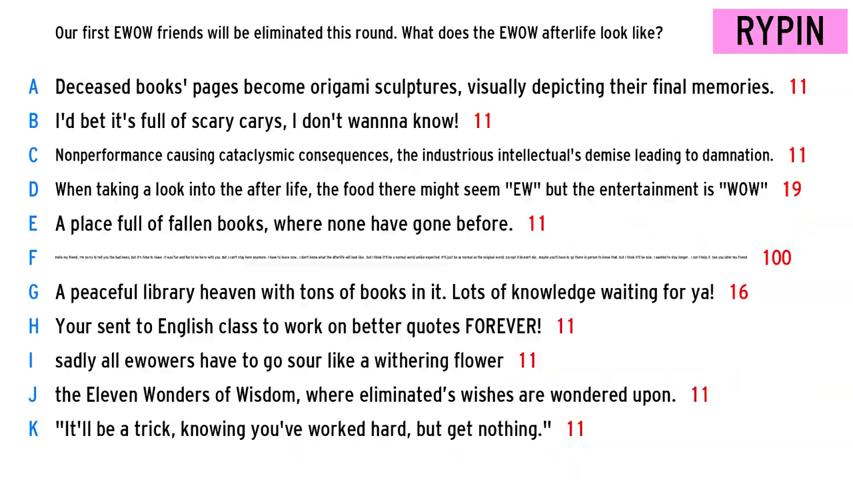 Our first EWOW friends will be eliminated this round. What does the EWOW afterlife look like?
RYPIN
A Deceased books' pages become origami sculptures, visually depicting their final memories. 11
B I'd bet it's full of scary carys, I don't wannna know! 11
C Nonperformance causing cataclysmic consequences, the industrious intellectual's demise leading to damnation. 11
D When taking a look into the after life, the food there might seem "EW" but the entertainment is "WOW" 19
E A place full of fallen books, where none have gone before. 11
F 100
G A peaceful library heaven with tons of books in it. Lots of knowledge waiting for ya! 16
H Your sent to English class to work on better quotes FOREVER! 11
I sadly all ewowers have to go sour like a withering flower 11
J the Eleven Wonders of Wisdom, where eliminated’s wishes are wondered upon. 11
K "It'll be a trick, knowing you've worked hard, but get nothing." 11